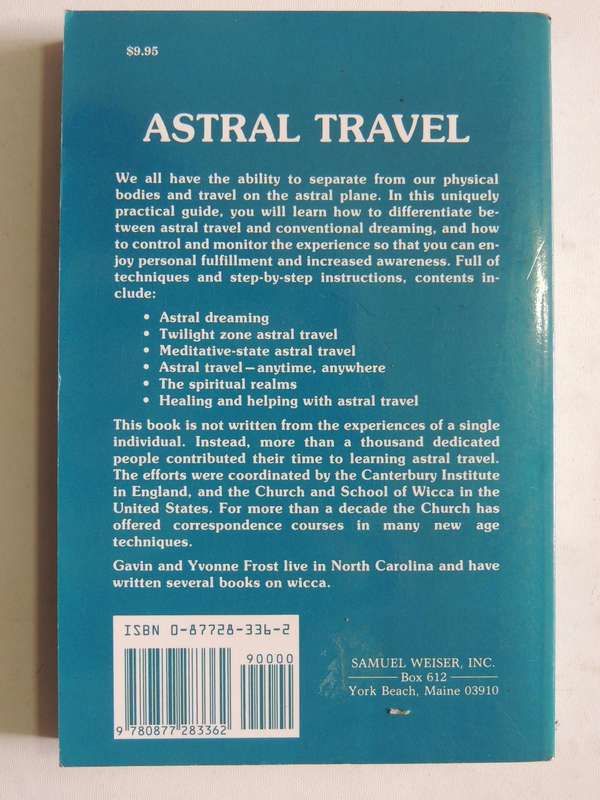 $9.95
ASTRAL TRAVEL
We all have the ability to separate from our physical
bodies and travel on the astral plane. In this uniquely
practical guide, you will learn how to differentiate be-
tween astral travel and conventional dreaming, and how
to control and monitor the experience so that you can en-
joy personal fulfillment and increased awareness. Full of
techniques and step-by-step instructions, contents in-
clude:
• Astral dreaming
• Twilight zone astral travel
• Meditative-state astral travel
• Astral travel—anytime, anywhere
• The spiritual realms
• Healing and helping with astral travel
This book is not written from the experiences of a single
individual. Instead, more than a thousand dedicated
people contributed their time to learning astral travel.
The efforts were coordinated by the Canterbury Institute
in England, and the Church and School of Wicca in the
United States. For more than a decade the Church has
offered correspondence courses in many new age
techniques.
Gavin and Yvonne Frost live in North Carolina and have
written several books on wicca.
ISBN 0-87728-336-2
90000
9 780877 283362
SAMUEL WEISER, INC.
Box 612
York Beach, Maine 03910